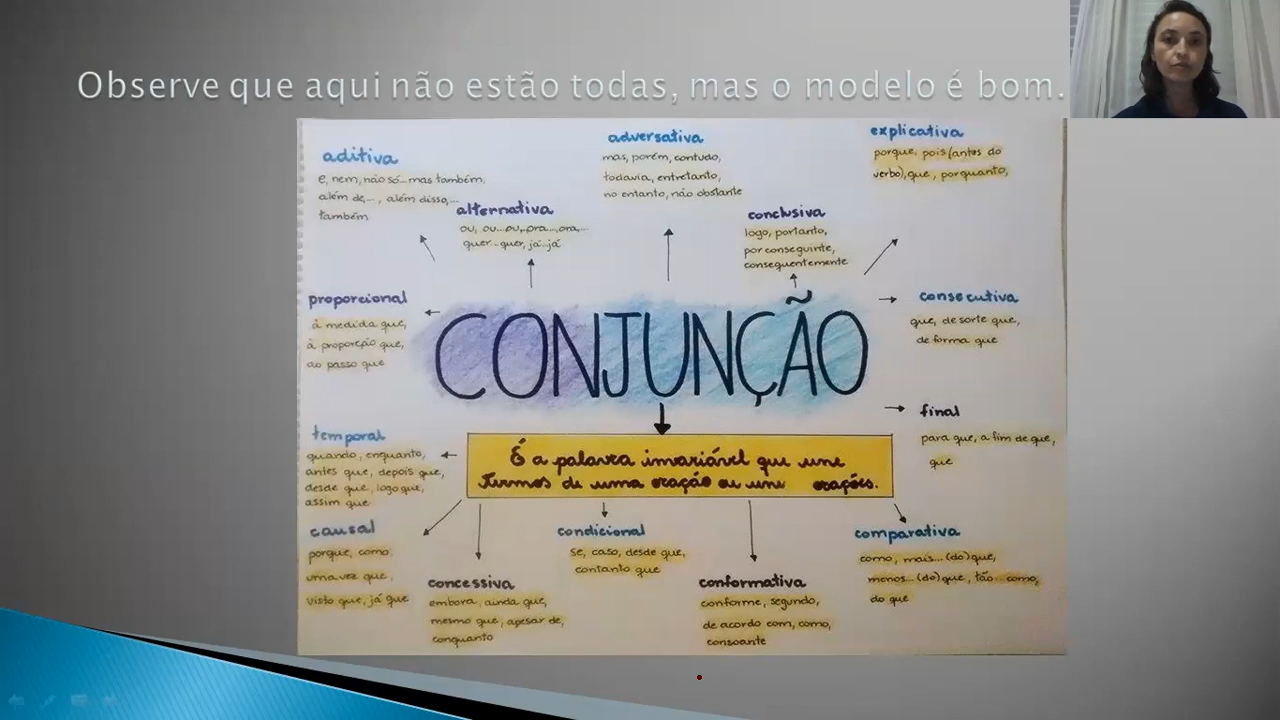 Observe que aqui não estão todas, mas o modelo é bom.
aditiva
e, nem, não só...mas também,
além de..., além disso,...
também
alternativa
ou, ou...ou, ora...,ora,...
quer...quer, já...já
adversativa
mas, porém, contudo,
todavia, entretanto,
no entanto, não obstante
conclusiva
logo, portanto,
por conseguinte,
consequentemente
explicativa
porque, pois(antes do
verbo), que, porquanto,
proporcional
à medida que,
à proporção que,
ao passo que
CONJUNÇÃO
consecutiva
que, de sorte que,
de forma que
final
para que, a fim de que,
que
temporal
quando, enquanto,
antes que, depois que,
desde que, logo que,
assim que
É a palavra invariável que une
termos de uma oração ou une orações.
causal
porque, como,
uma vez que,
visto que, já que
concessiva
embora, ainda que,
mesmo que, apesar de,
conquanto
condicional
se, caso, desde que,
contanto que
conformativa
conforme, segundo,
de acordo com, como,
consoante
comparativa
como, mais...(do)que,
menos...(do)que, tão...como,
do que